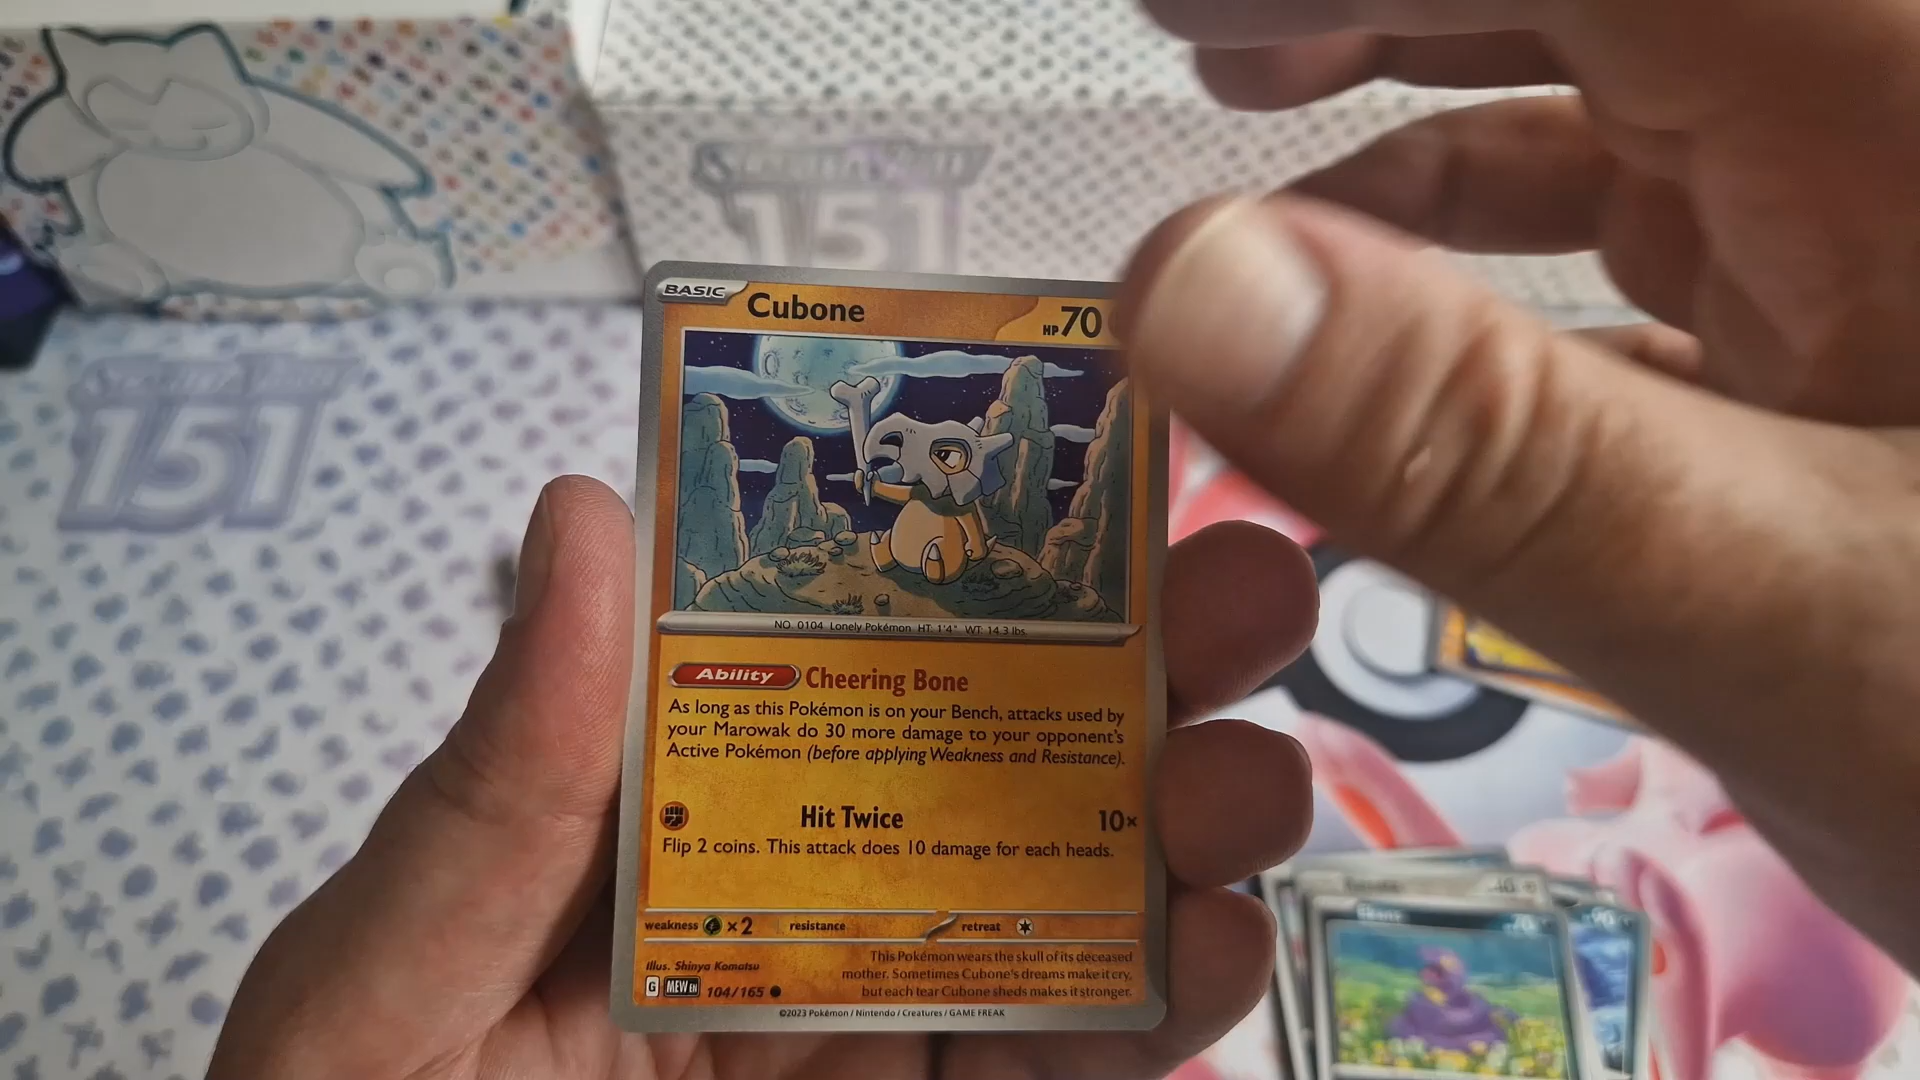 151
151
BASIC Cubone HP 70
NO. 0104 Lonely Pokémon HT: 1'4" WT: 14.3 lbs.
Ability Cheering Bone
As long as this Pokémon is on your Bench, attacks used by
your Marowak do 30 more damage to your opponent's
Active Pokémon (before applying Weakness and Resistance).
Hit Twice 10×
Flip 2 coins. This attack does 10 damage for each heads.
weakness ×2 resistance retreat
Illus. Shinya Komatsu
This Pokémon wears the skull of its deceased
mother. Sometimes Cubone's dreams make it cry,
but each tear Cubone sheds makes it stronger.
G MEW EN 104/165
©2023 Pokémon / Nintendo / Creatures / GAME FREAK
Ekans 70
90